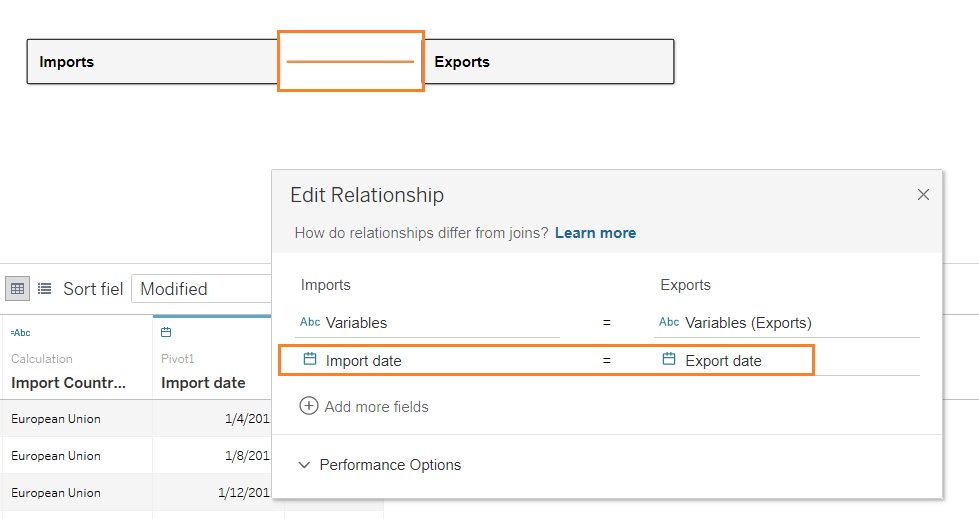 Imports Exports
Edit Relationship
How do relationships differ from joins? Learn more
Imports Exports
Abc Variables = Abc Variables (Exports)
Import date = Export date
Add more fields
Performance Options
Sort fiel Modified
=Abc
Calculation Pivot1
Import Countr... Import date
European Union 1/4/201
European Union 1/8/201
European Union 1/12/201